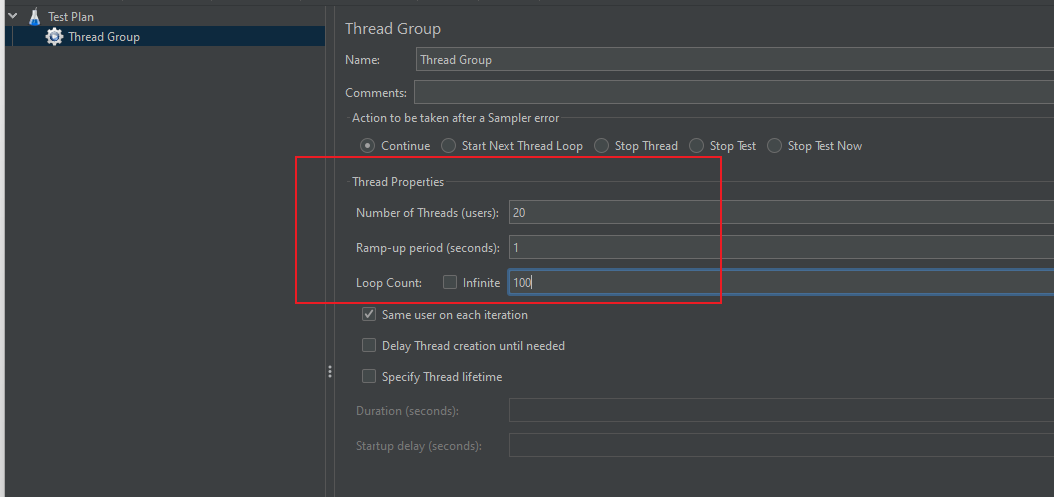 Test Plan
Thread Group
Thread Group
Name: Thread Group
Comments:
Action to be taken after a Sampler error
Continue Start Next Thread Loop Stop Thread Stop Test Stop Test Now
Thread Properties
Number of Threads (users): 20
Ramp-up period (seconds): 1
Loop Count: Infinite 100
Same user on each iteration
Delay Thread creation until needed
Specify Thread lifetime
Duration (seconds):
Startup delay (seconds):